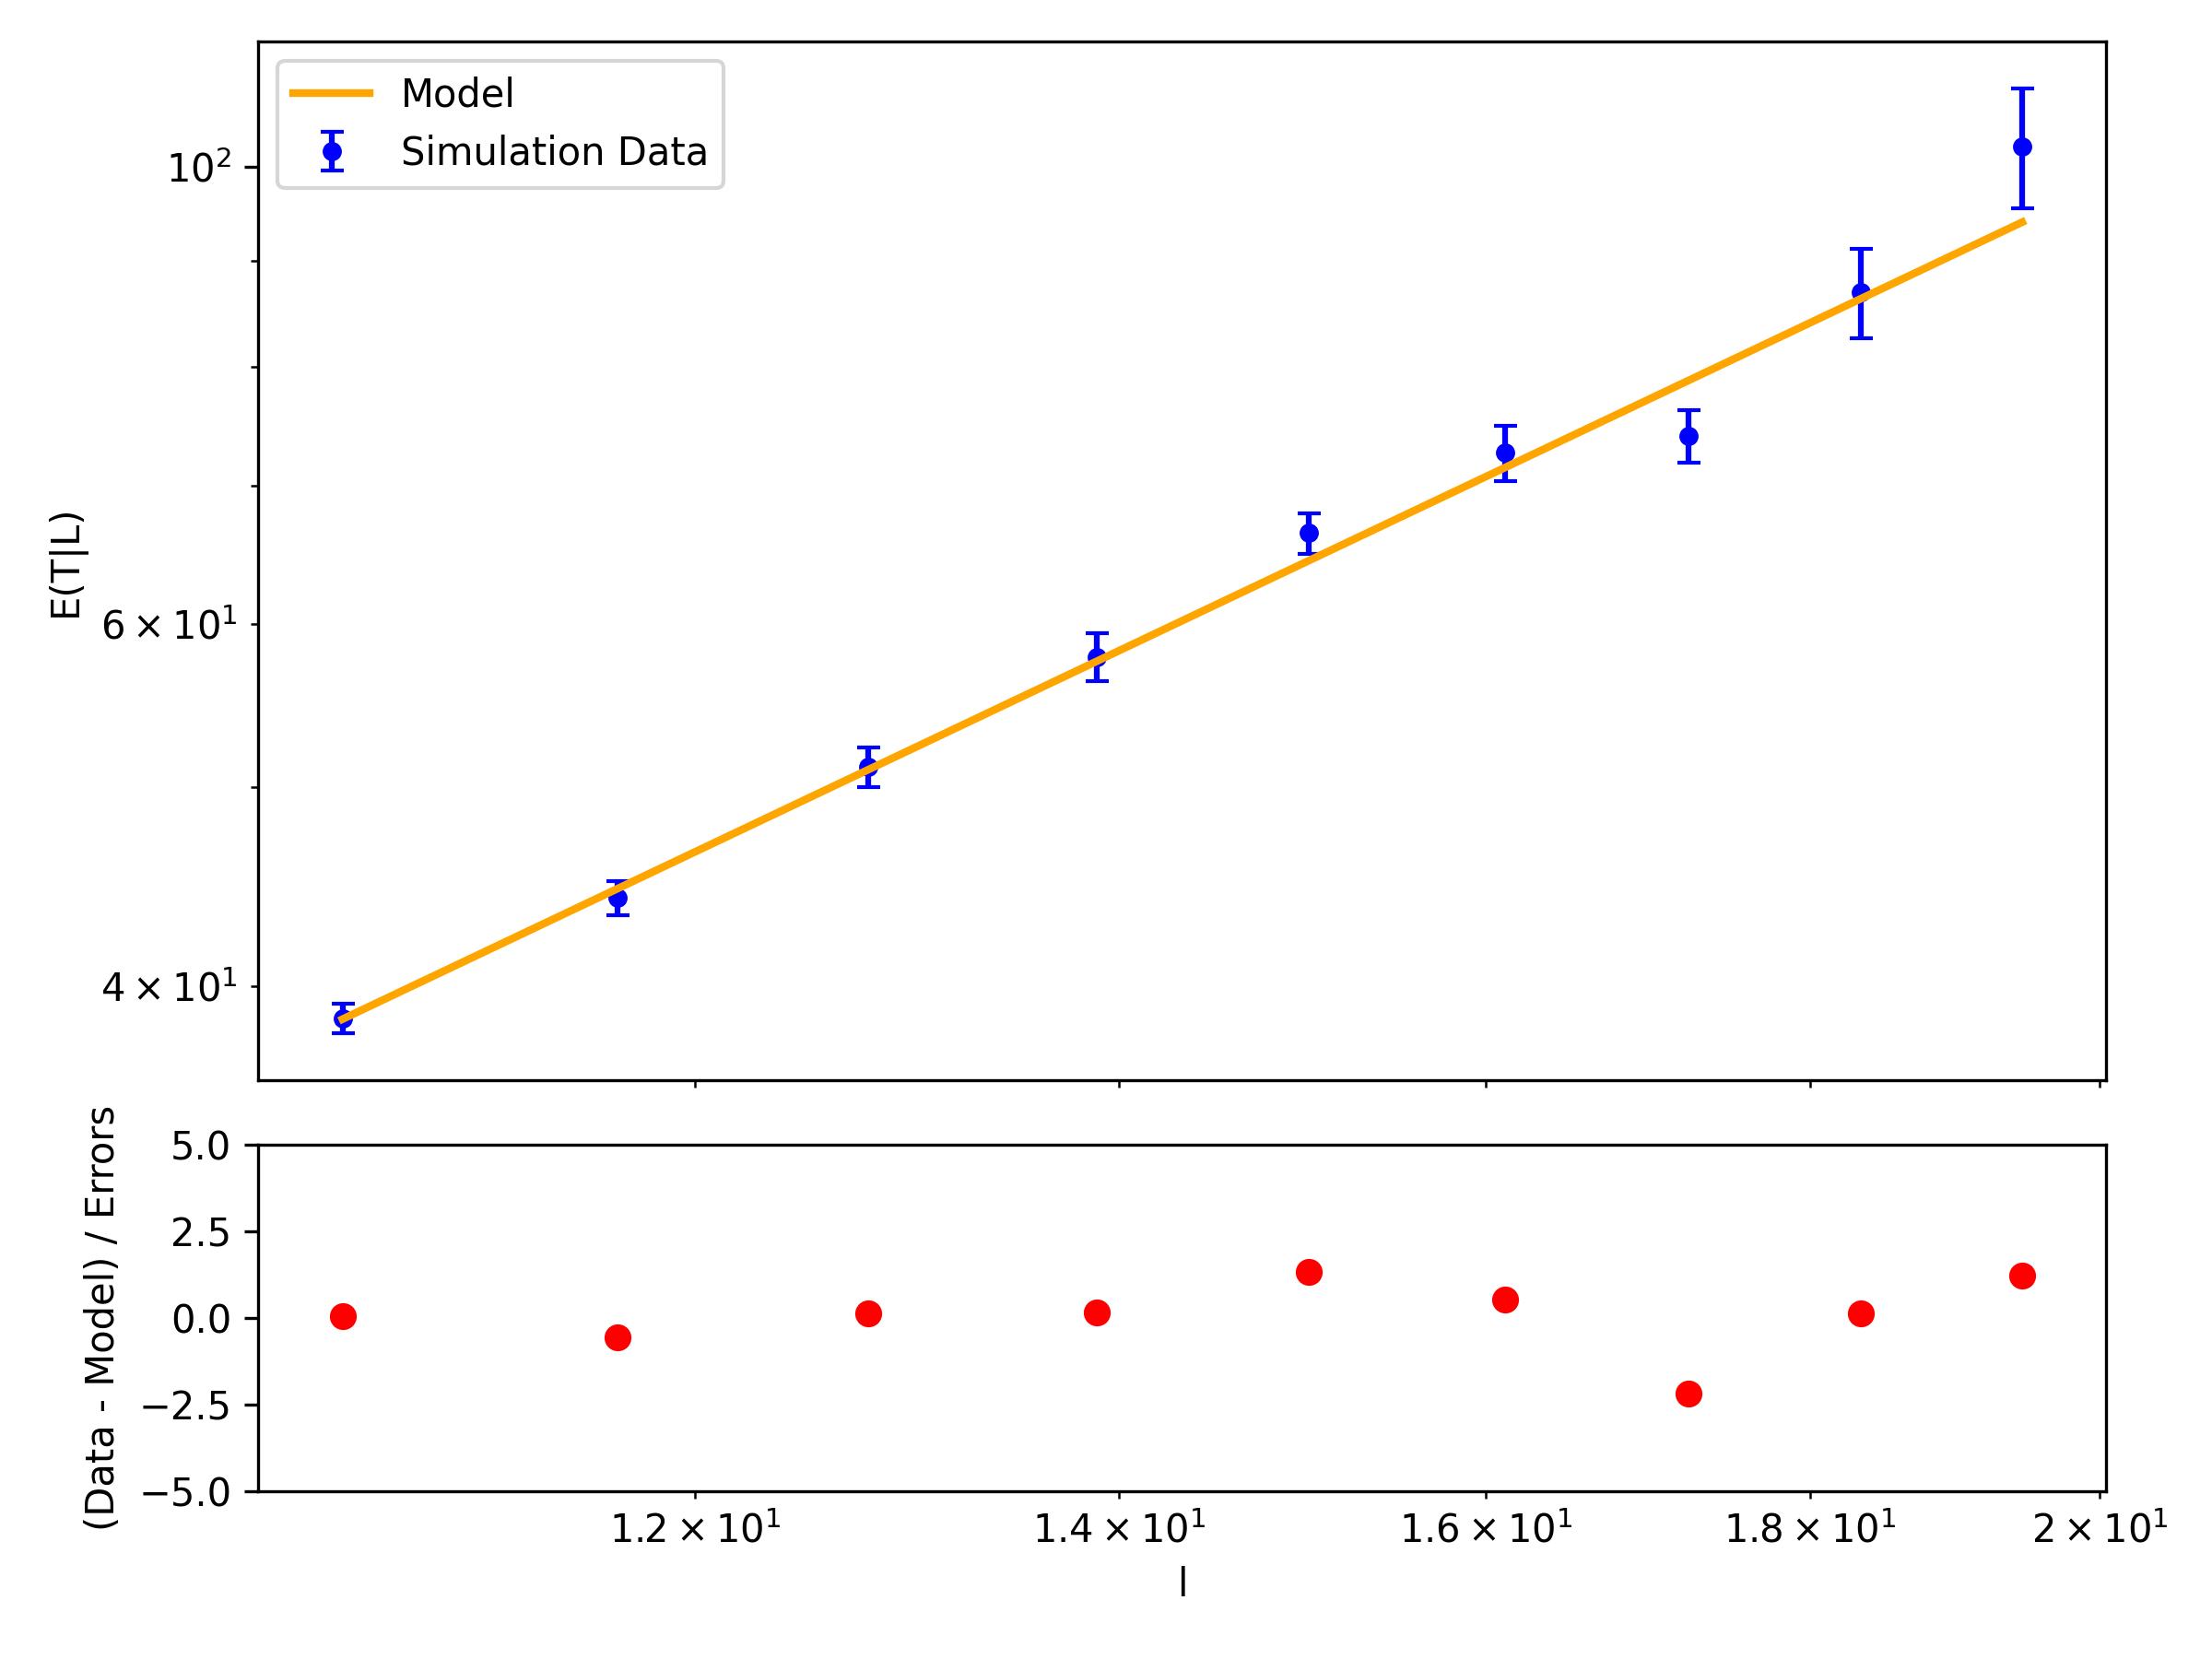 Model
Simulation Data
10²
6 × 10¹
4 × 10¹
E(T|L)
5.0
2.5
0.0
−2.5
−5.0
(Data - Model) / Errors
1.2 × 10¹ 1.4 × 10¹ 1.6 × 10¹ 1.8 × 10¹ 2 × 10¹
l